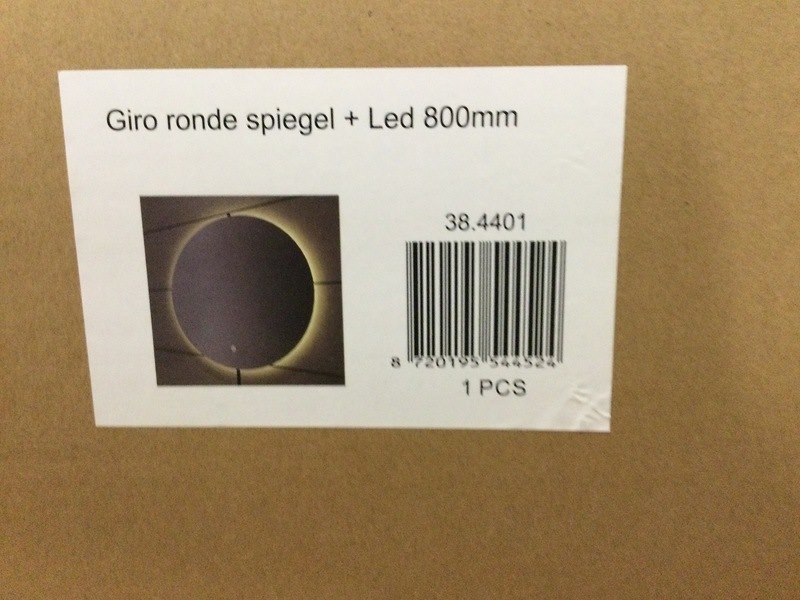 Giro ronde spiegel + Led 800mm
38.4401
8 720195 544524
1 PCS